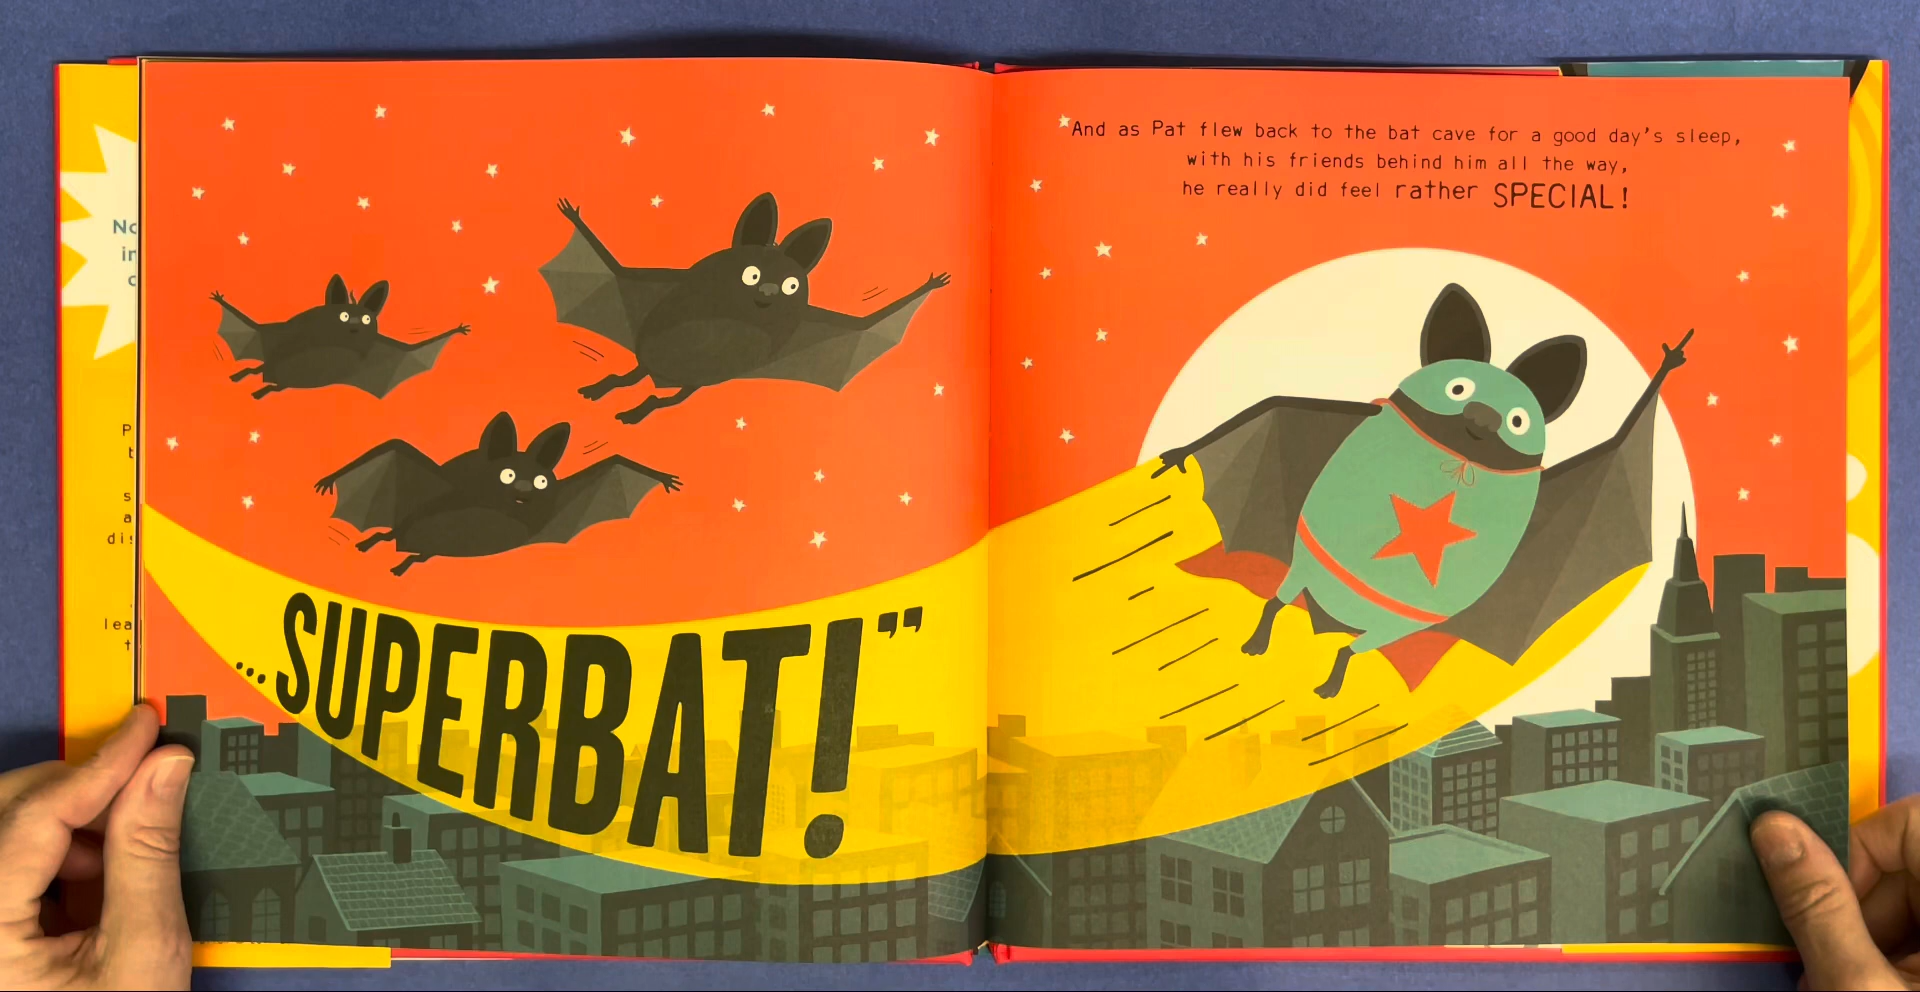 ...SUPERBAT!”
And as Pat flew back to the bat cave for a good day's sleep,
with his friends behind him all the way,
he really did feel rather SPECIAL!